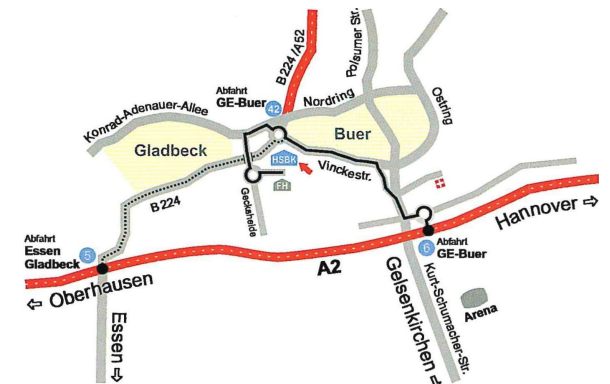 B224 /A52
Polsumer Str.
Abfahrt
GE-Buer
42
Nordring
Ostring
Konrad-Adenauer-Allee
Gladbeck
Buer
HSBK
Vinckestr.
FH
B 224
Gecksheide
Abfahrt
Essen
Gladbeck
5
Hannover
6
Abfahrt
GE-Buer
A2
Oberhausen
Essen
Gelsenkirchen
Kurt-Schumacher-Str.
Arena